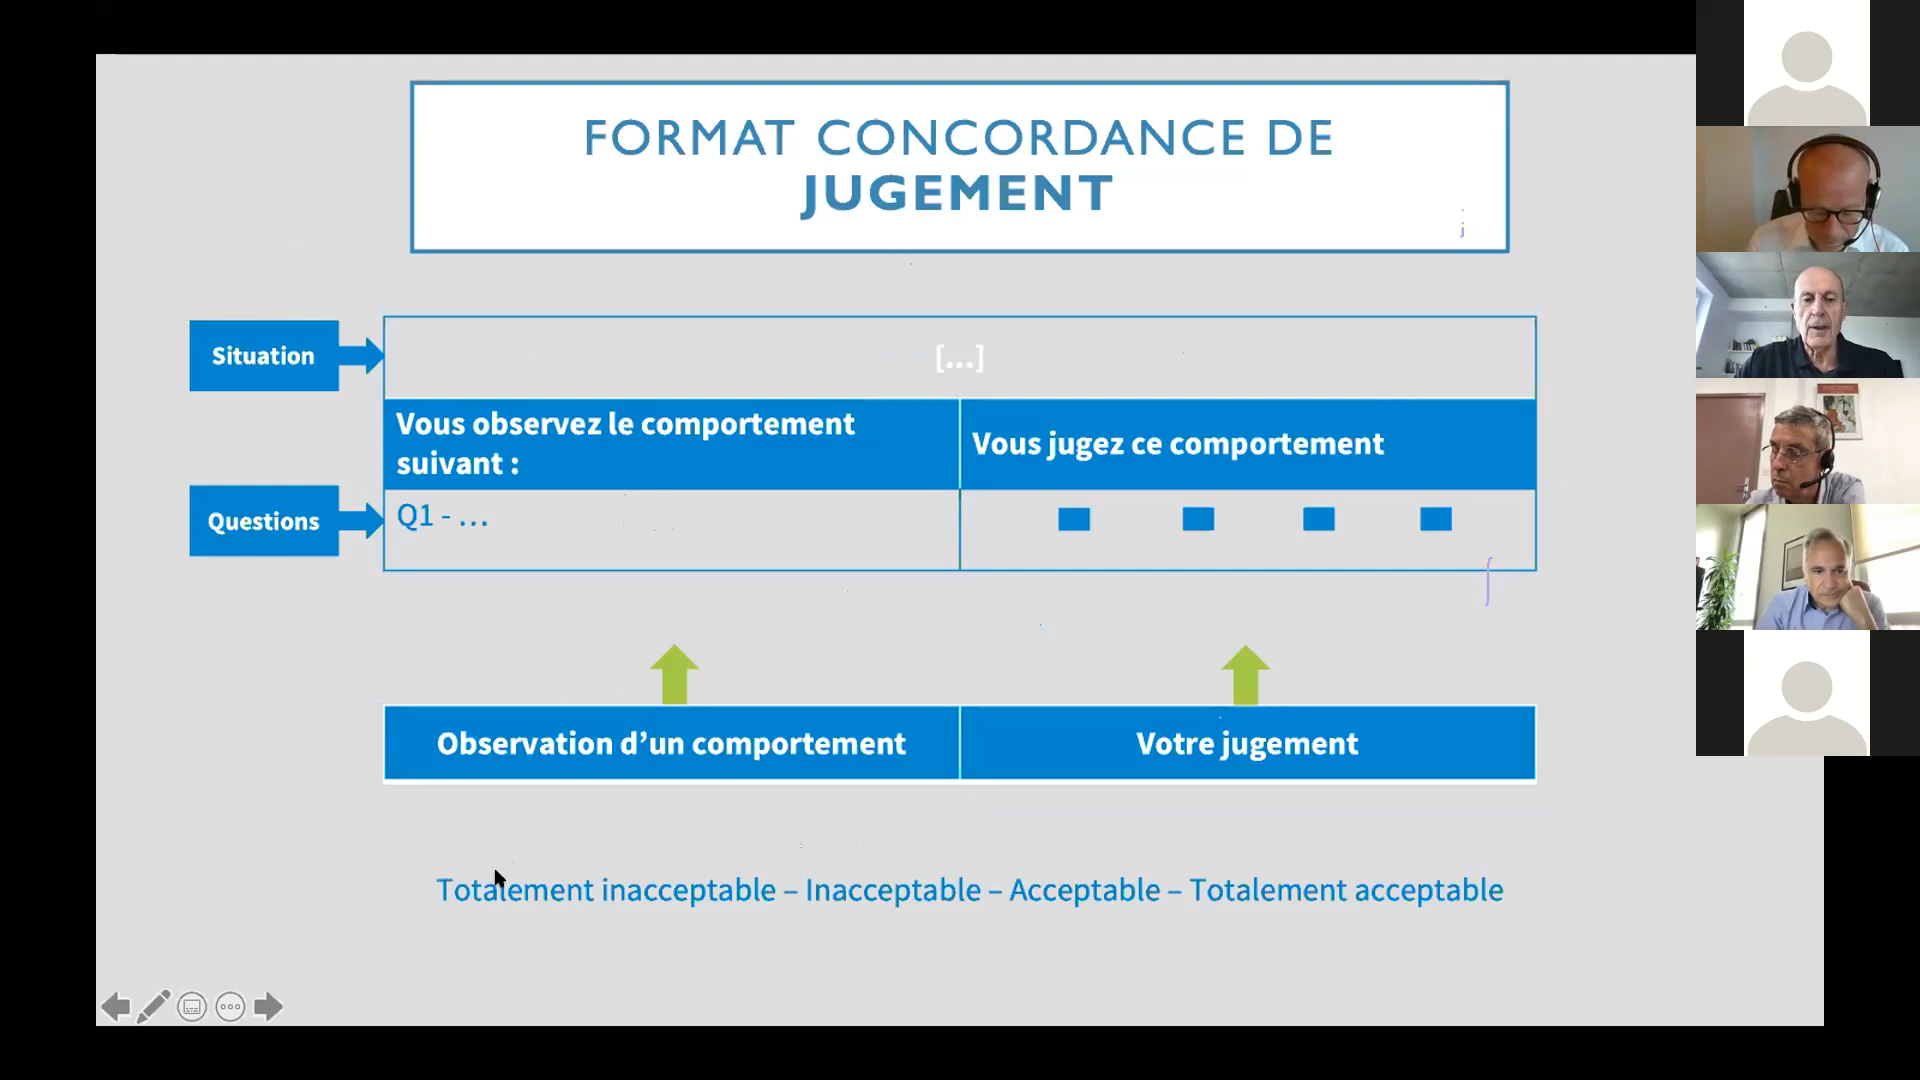 FORMAT CONCORDANCE DE
JUGEMENT
Situation
[...]
Vous observez le comportement
suivant :
Vous jugez ce comportement
Questions
Q1 - ...
Observation d’un comportement
Votre jugement
Totalement inacceptable – Inacceptable – Acceptable – Totalement acceptable